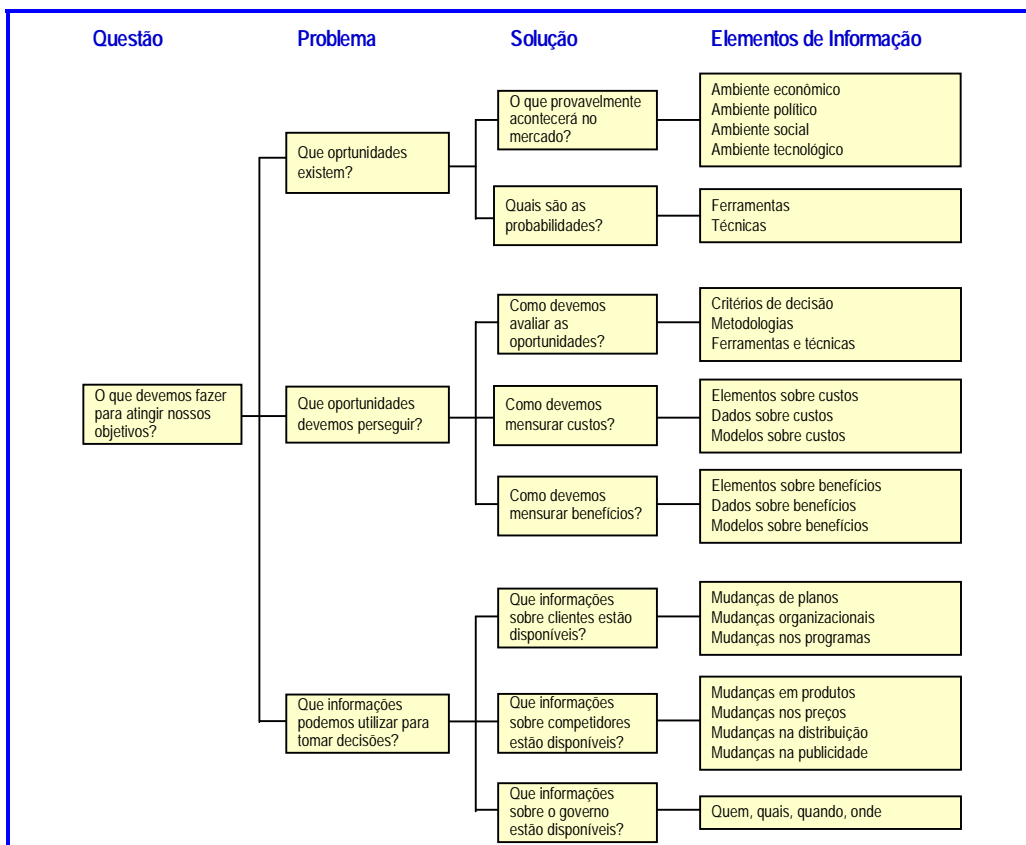 Questão
Problema
Solução
Elementos de Informação
O que devemos fazer
para atingir nossos
objetivos?
Que oprtunidades
existem?
O que provavelmente
acontecerá no
mercado?
Ambiente econômico
Ambiente político
Ambiente social
Ambiente tecnológico
Quais são as
probabilidades?
Ferramentas
Técnicas
Que oportunidades
devemos perseguir?
Como devemos
avaliar as
oportunidades?
Critérios de decisão
Metodologias
Ferramentas e técnicas
Como devemos
mensurar custos?
Elementos sobre custos
Dados sobre custos
Modelos sobre custos
Como devemos
mensurar benefícios?
Elementos sobre benefícios
Dados sobre benefícios
Modelos sobre benefícios
Que informações
podemos utilizar para
tomar decisões?
Que informações
sobre clientes estão
disponíveis?
Mudanças de planos
Mudanças organizacionais
Mudanças nos programas
Que informações
sobre competidores
estão disponíveis?
Mudanças em produtos
Mudanças nos preços
Mudanças na distribuição
Mudanças na publicidade
Que informações
sobre o governo
estão disponíveis?
Quem, quais, quando, onde